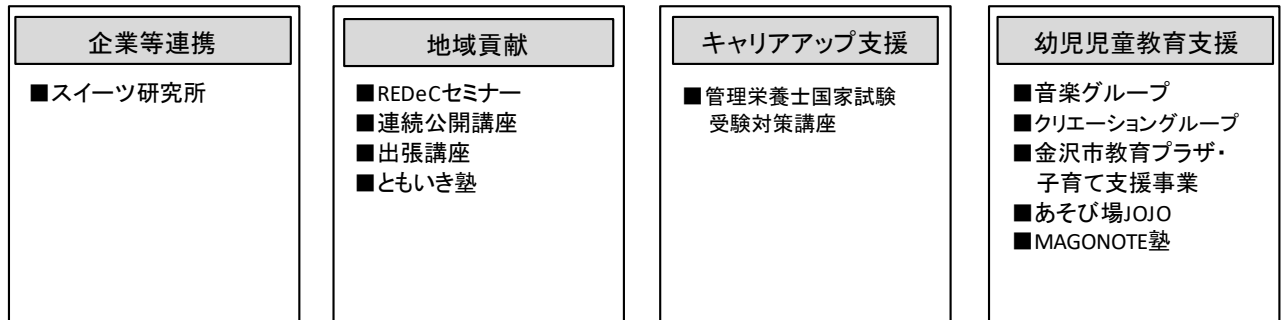 企業等連携
■スイーツ研究所
地域貢献
■REDeCセミナー
■連続公開講座
■出張講座
■ともいき塾
キャリアアップ支援
■管理栄養士国家試験
受験対策講座
幼児児童教育支援
■音楽グループ
■クリエーショングループ
■金沢市教育プラザ・
子育て支援事業
■あそび場JOJO
■MAGONOTE塾